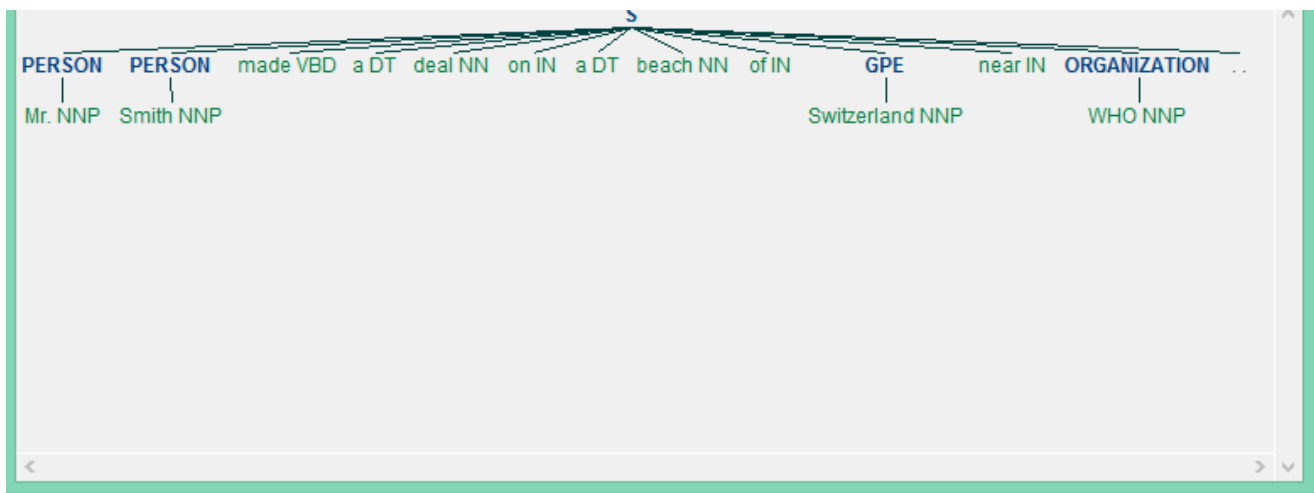 S
PERSON PERSON made VBD a DT deal NN on IN a DT beach NN of IN GPE near IN ORGANIZATION . .
Mr. NNP Smith NNP Switzerland NNP WHO NNP